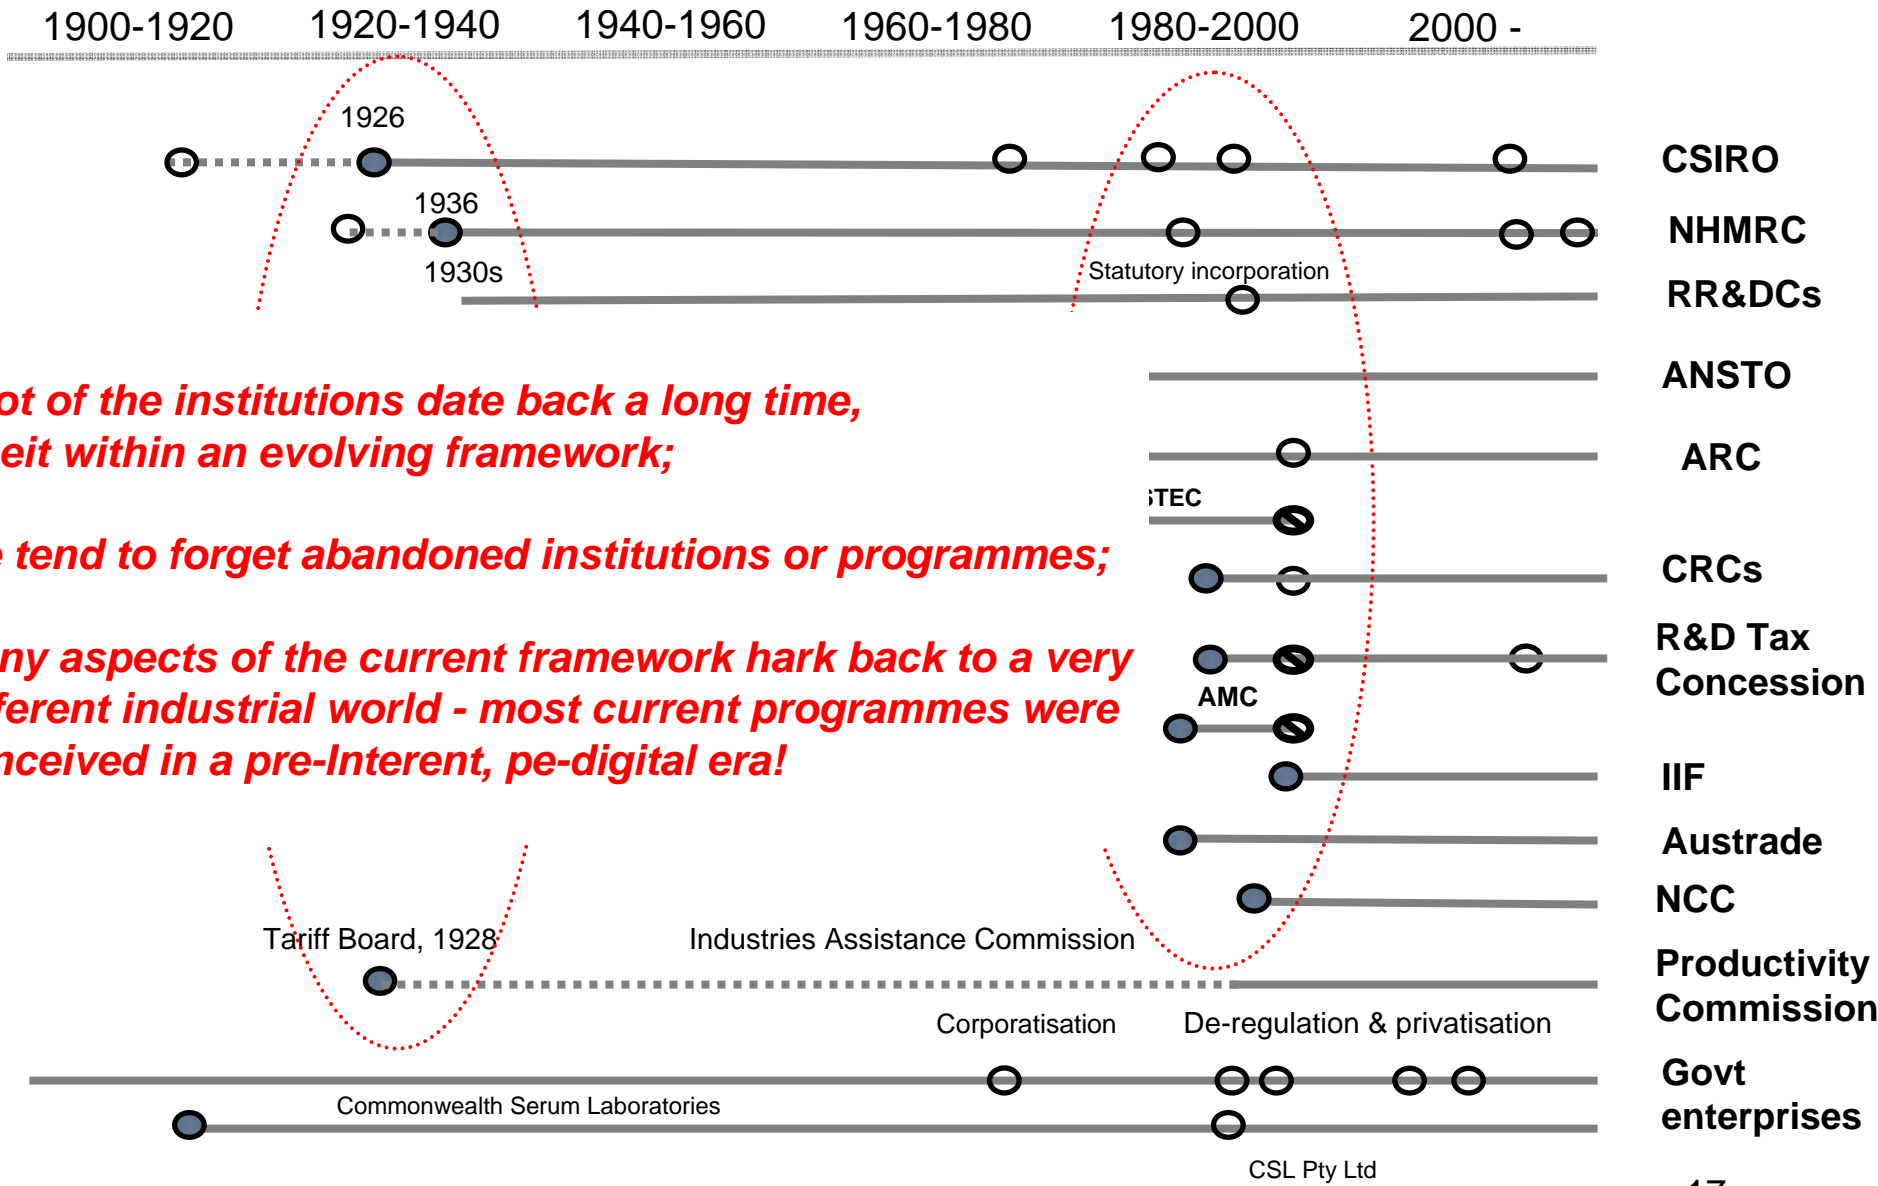 1900-1920 1920-1940 1940-1960 1960-1980 1980-2000 2000 -
1926
CSIRO
1936
NHMRC
1930s
Statutory incorporation
RR&DCs
ANSTO
ot of the institutions date back a long time,
eit within an evolving framework;
ARC
STEC
e tend to forget abandoned institutions or programmes;
CRCs
ny aspects of the current framework hark back to a very
R&D Tax
Concession
AMC
ferent industrial world - most current programmes were
nceived in a pre-Interent, pe-digital era!
IIF
Austrade
NCC
Tariff Board, 1928
Industries Assistance Commission
Productivity
Commission
Corporatisation
De-regulation & privatisation
Govt
enterprises
Commonwealth Serum Laboratories
CSL Pty Ltd